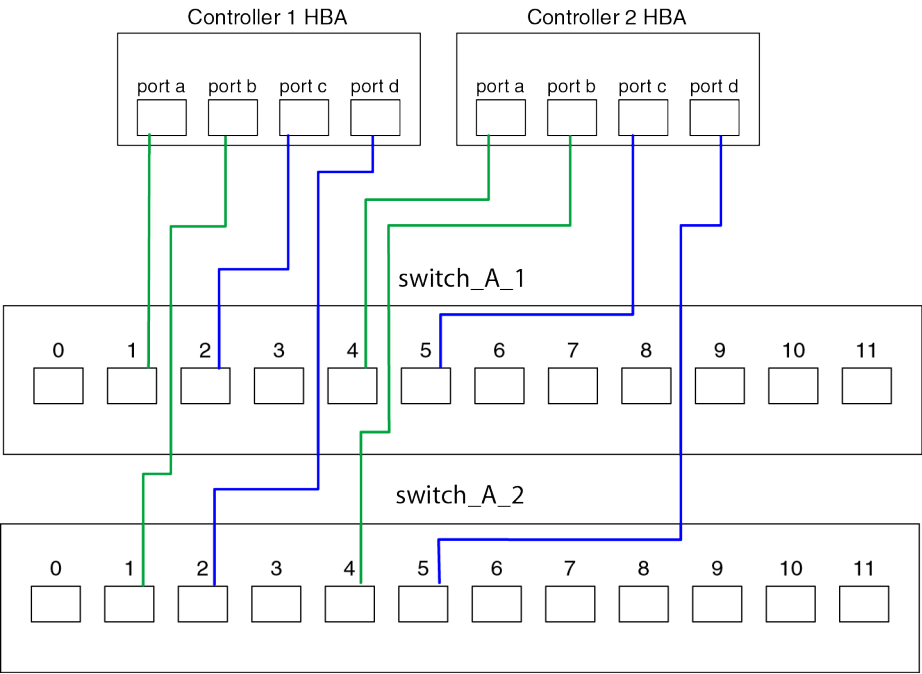 Controller 1 HBA
Controller 2 HBA
port a port b port c port d
port a port b port c port d
switch_A_1
0 1 2 3 4 5 6 7 8 9 10 11
switch_A_2
0 1 2 3 4 5 6 7 8 9 10 11